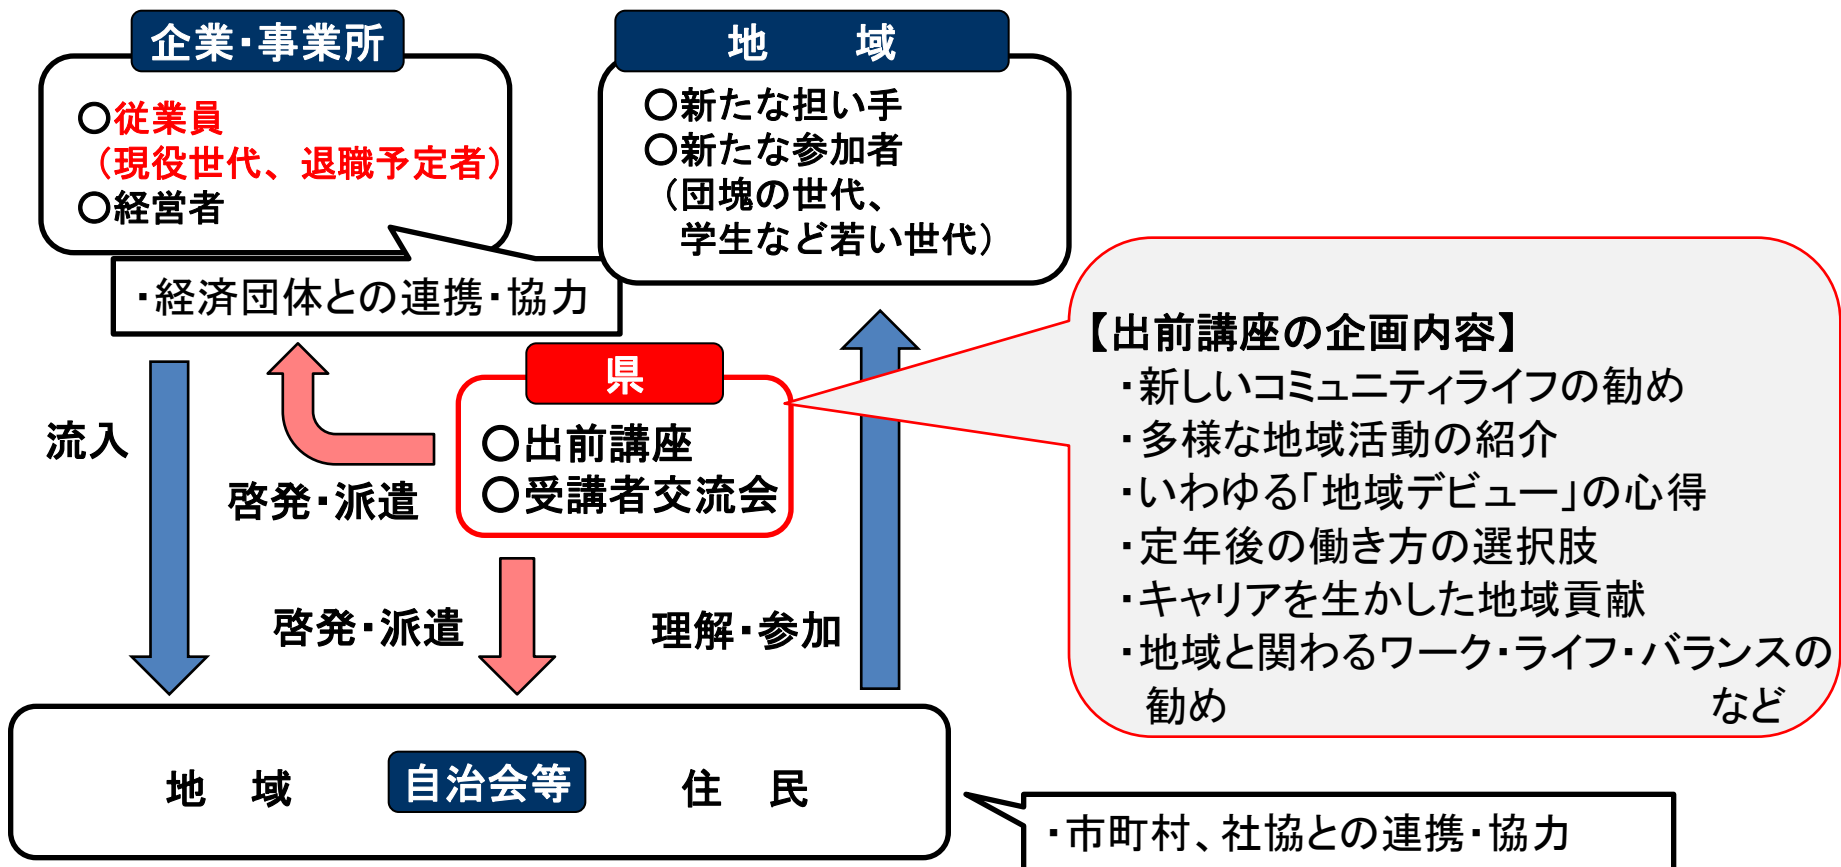 企業・事業所
○従業員
（現役世代、退職予定者）
○経営者
・経済団体との連携・協力
地　域
○新たな担い手
○新たな参加者
（団塊の世代、
学生など若い世代）
県
○出前講座
○受講者交流会
流入
啓発・派遣
啓発・派遣
理解・参加
【出前講座の企画内容】
・新しいコミュニティライフの勧め
・多様な地域活動の紹介
・いわゆる「地域デビュー」の心得
・定年後の働き方の選択肢
・キャリアを生かした地域貢献
・地域と関わるワーク・ライフ・バランスの
勧め　など
地　域　自治会等　住　民
・市町村、社協との連携・協力